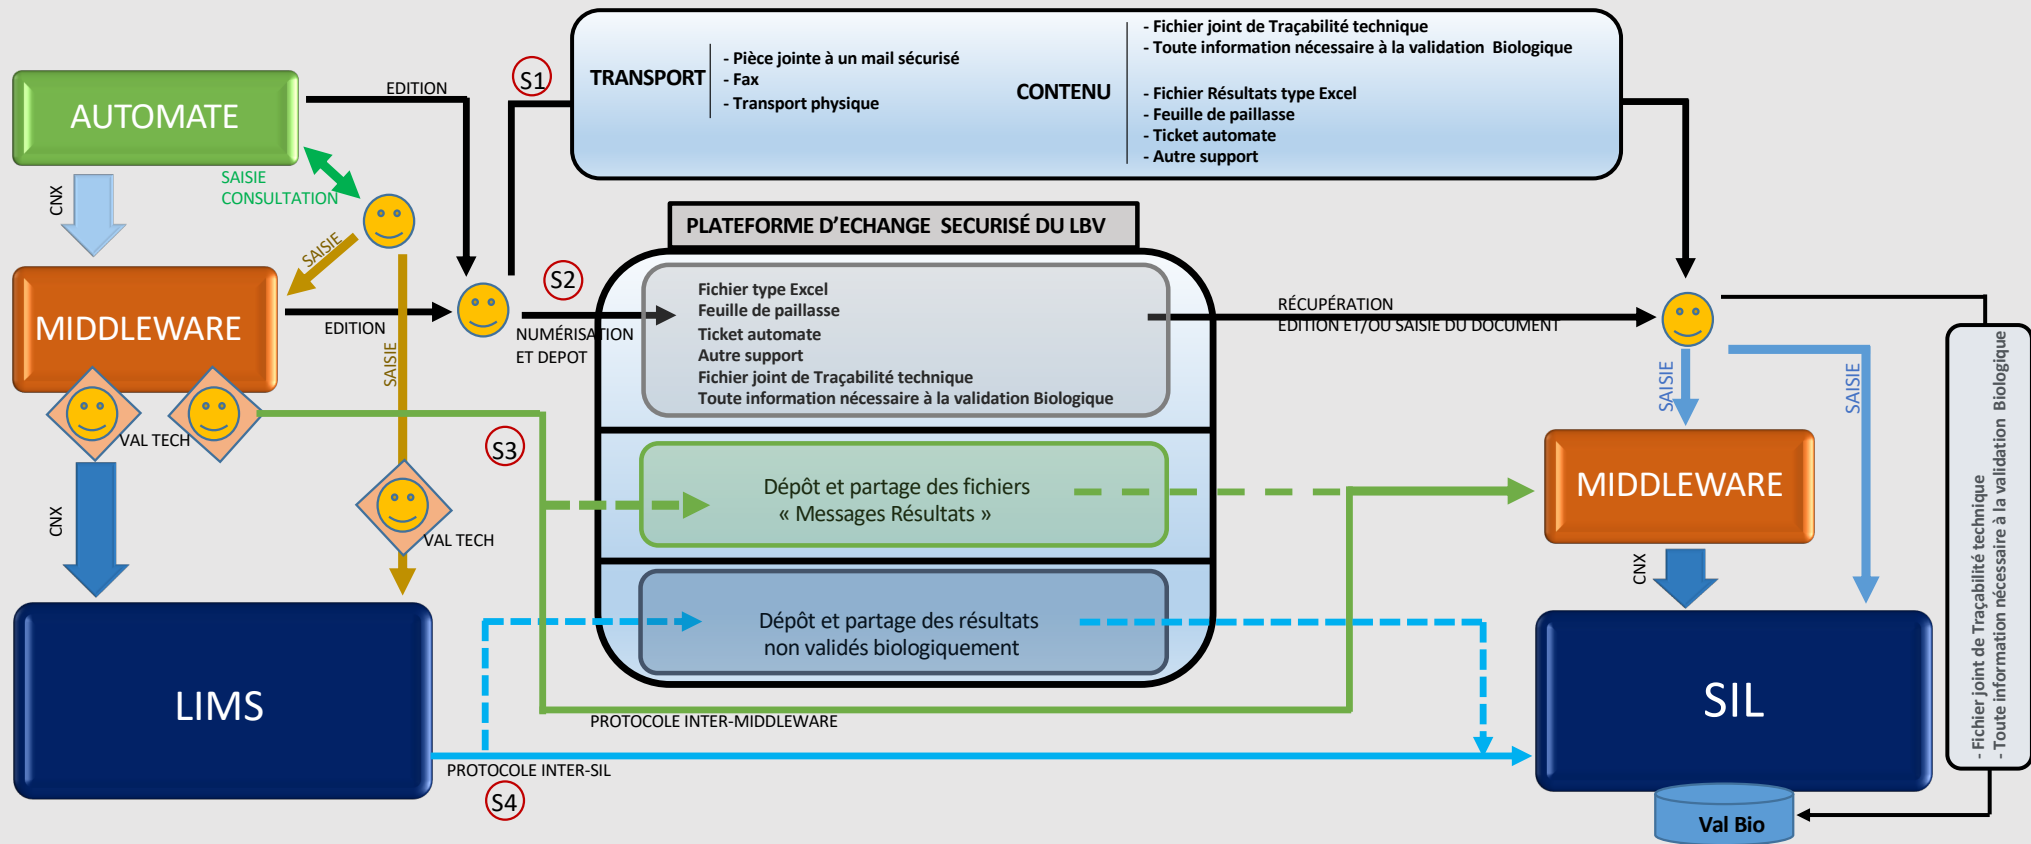 AUTOMATE
EDITION
S1
TRANSPORT
- Pièce jointe à un mail sécurisé
- Fax
- Transport physique
CONTENU
- Fichier joint de Traçabilité technique
- Toute information nécessaire à la validation  Biologique
- Fichier Résultats type Excel
- Feuille de paillasse
- Ticket automate
- Autre support
CNX
SAISIE
CONSULTATION
SAISIE
MIDDLEWARE
EDITION
SAISIE
S2
NUMÉRISATION
ET DEPOT
PLATEFORME D'ECHANGE  SECURISÉ DU LBV
Fichier type Excel
Feuille de paillasse
Ticket automate
Autre support
Fichier joint de Traçabilité technique
Toute information nécessaire à la validation Biologique
RÉCUPÉRATION
EDITION ET/OU SAISIE DU DOCUMENT
SAISIE
SAISIE
VAL TECH
S3
VAL TECH
CNX
Dépôt et partage des fichiers
« Messages Résultats »
MIDDLEWARE
CNX
Dépôt et partage des résultats
non validés biologiquement
LIMS
PROTOCOLE INTER-MIDDLEWARE
PROTOCOLE INTER-SIL
S4
SIL
Val Bio
- Fichier joint de Traçabilité technique
- Toute information nécessaire à la validation  Biologique